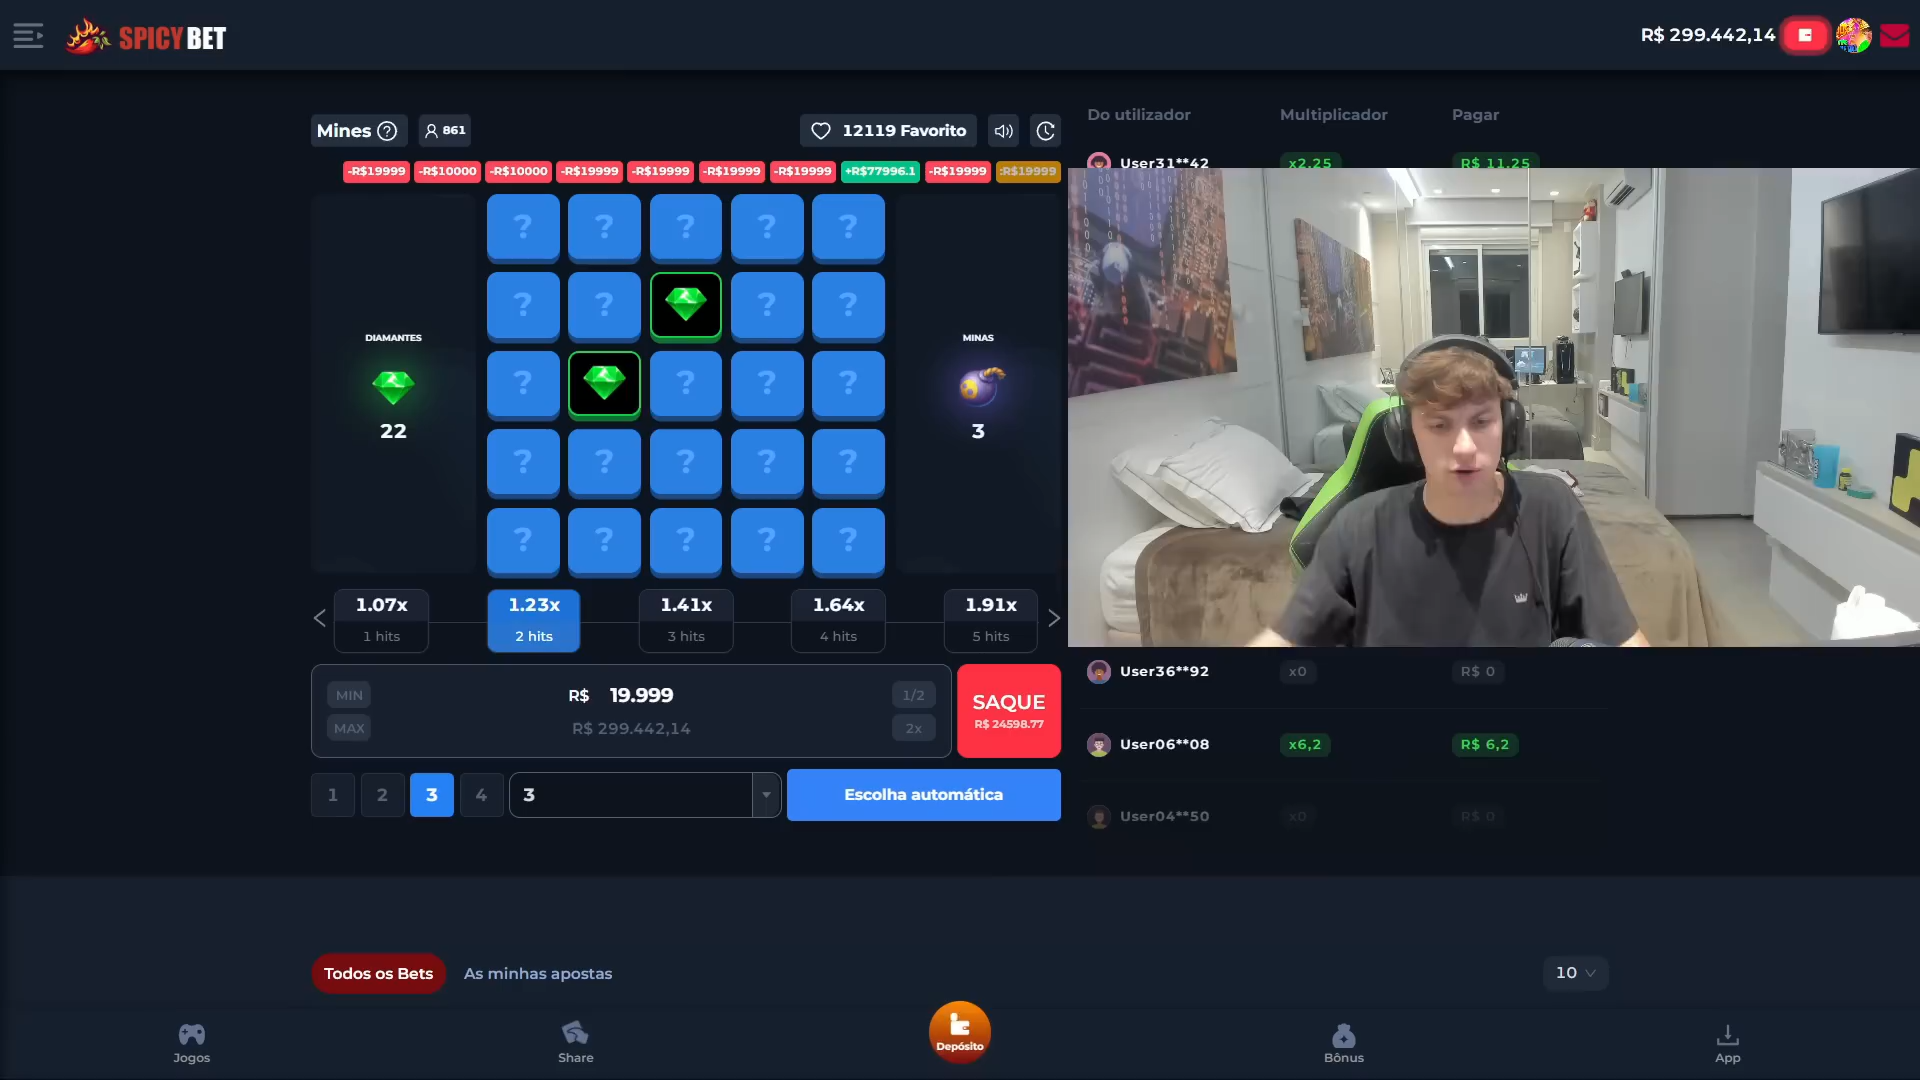 SPICY BET
R$ 299.442,14
Mines ? 861
12119 Favorito
Do utilizador Multiplicador Pagar
User31**42 x2,25 R$ 11,25
-R$19999 -R$10000 -R$10000 -R$19999 -R$19999 -R$19999 -R$19999 +R$77996.1 -R$19999 -R$19999
? ? ? ? ?
? ? ? ?
? ? ? ?
? ? ? ? ?
? ? ? ? ?
DIAMANTES
22
MINAS
3
1.07x 1.23x 1.41x 1.64x 1.91x
1 hits 2 hits 3 hits 4 hits 5 hits
MIN R$ 19.999 1/2
MAX R$ 299.442,14 2x
SAQUE
R$ 24598.77
User36**92 x0 R$ 0
User06**08 x6,2 R$ 6,2
User04**50 x0 R$ 0
1 2 3 4 3 Escolha automática
Todos os Bets As minhas apostas 10
Jogos Share Depósito Bônus App